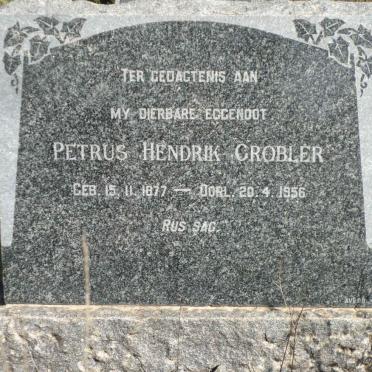 TER GEDAGTENIS AAN
MY DIERBARE EGGENOOT
PETRUS HENDRIK GROBLER
GEB. 15. 11. 1877 — OORL. 20. 4. 1956
RUS SAG.